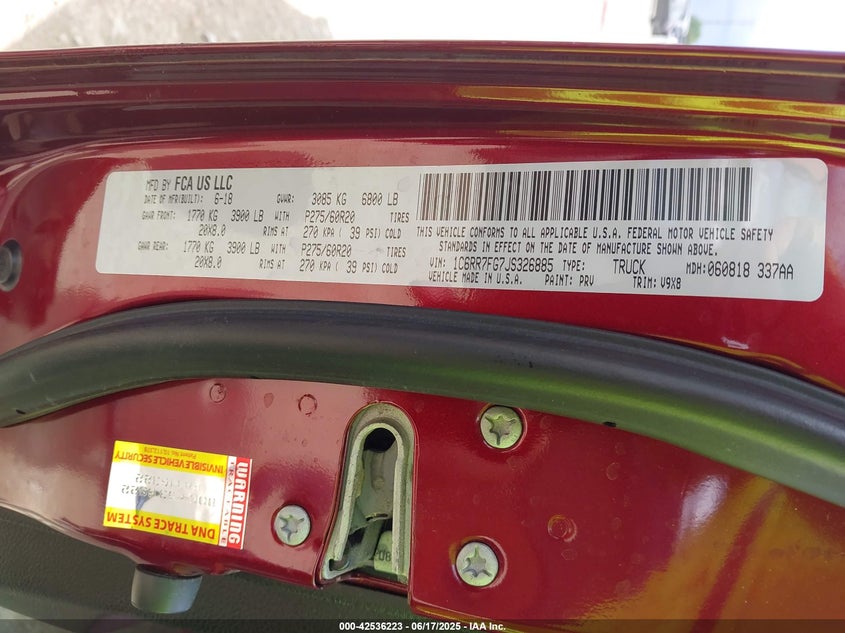 MFD BY FCA US LLC
DATE OF MFR(BUILT): 6-18 GVWR: 3085 KG 6800 LB
GAWR FRONT: 1770 KG 3900 LB WITH P275/60R20 TIRES
20X8.0 RIMS AT 270 KPA ( 39 PSI) COLD
GAWR REAR: 1770 KG 3900 LB WITH P275/60R20 TIRES
20X8.0 RIMS AT 270 KPA ( 39 PSI) COLD
THIS VEHICLE CONFORMS TO ALL APPLICABLE U.S.A. FEDERAL MOTOR VEHICLE SAFETY
STANDARDS IN EFFECT ON THE DATE OF MANUFACTURE SHOWN ABOVE.
VIN: 1C6RR7FG7JS326885 TYPE: TRUCK MDH:060818 337AA
VEHICLE MADE IN U.S.A. PAINT: PRV TRIM: V9X8
WARNING
TRACEABLE
DNA TRACE SYSTEM
INVISIBLE VEHICLE SECURITY
000-42536223 - 06/17/2025 - IAAI.COM